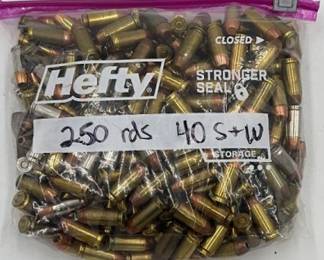 CLOSED
Hefty
STRONGER
SEAL
250 rds 40 S+W
STORAGE